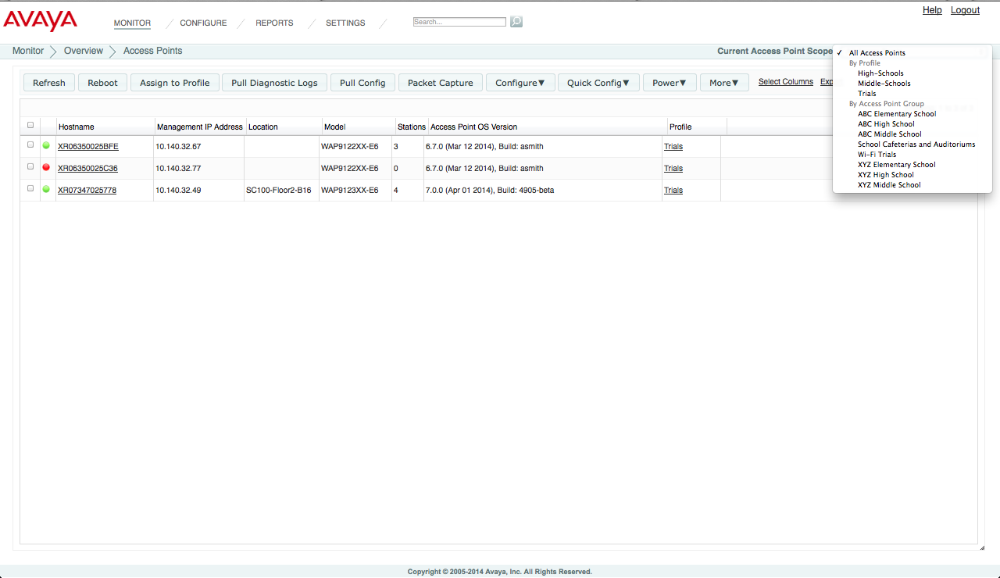 AVAYA MONITOR CONFIGURE REPORTS SETTINGS Search... Help Logout
Monitor Overview Access Points Current Access Point Scope
✓ All Access Points
By Profile
High-Schools
Middle-Schools
Trials
By Access Point Group
ABC Elementary School
ABC High School
ABC Middle School
School Cafeterias and Auditoriums
Wi-Fi Trials
XYZ Elementary School
XYZ High School
XYZ Middle School
Refresh Reboot Assign to Profile Pull Diagnostic Logs Pull Config Packet Capture Configure▼ Quick Config▼ Power▼ More▼ Select Columns Exp
Hostname Management IP Address Location Model Stations Access Point OS Version Profile
XR06350025BFE 10.140.32.67 WAP9122XX-E6 3 6.7.0 (Mar 12 2014), Build: asmith Trials
XR06350025C36 10.140.32.77 WAP9122XX-E6 0 6.7.0 (Mar 12 2014), Build: asmith Trials
XR07347025778 10.140.32.49 SC100-Floor2-B16 WAP9123XX-E6 4 7.0.0 (Apr 01 2014), Build: 4905-beta Trials
Copyright © 2005-2014 Avaya, Inc. All Rights Reserved.